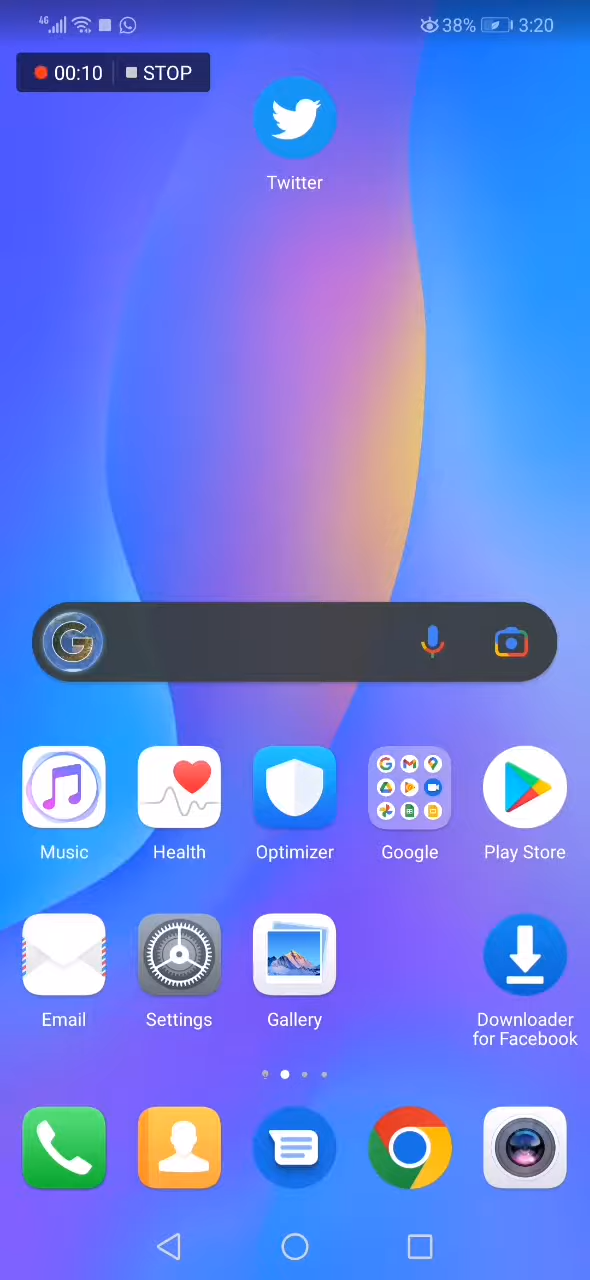 4G 38% 3:20
00:10 STOP
Twitter
Music Health Optimizer Google Play Store
Email Settings Gallery Downloader for Facebook